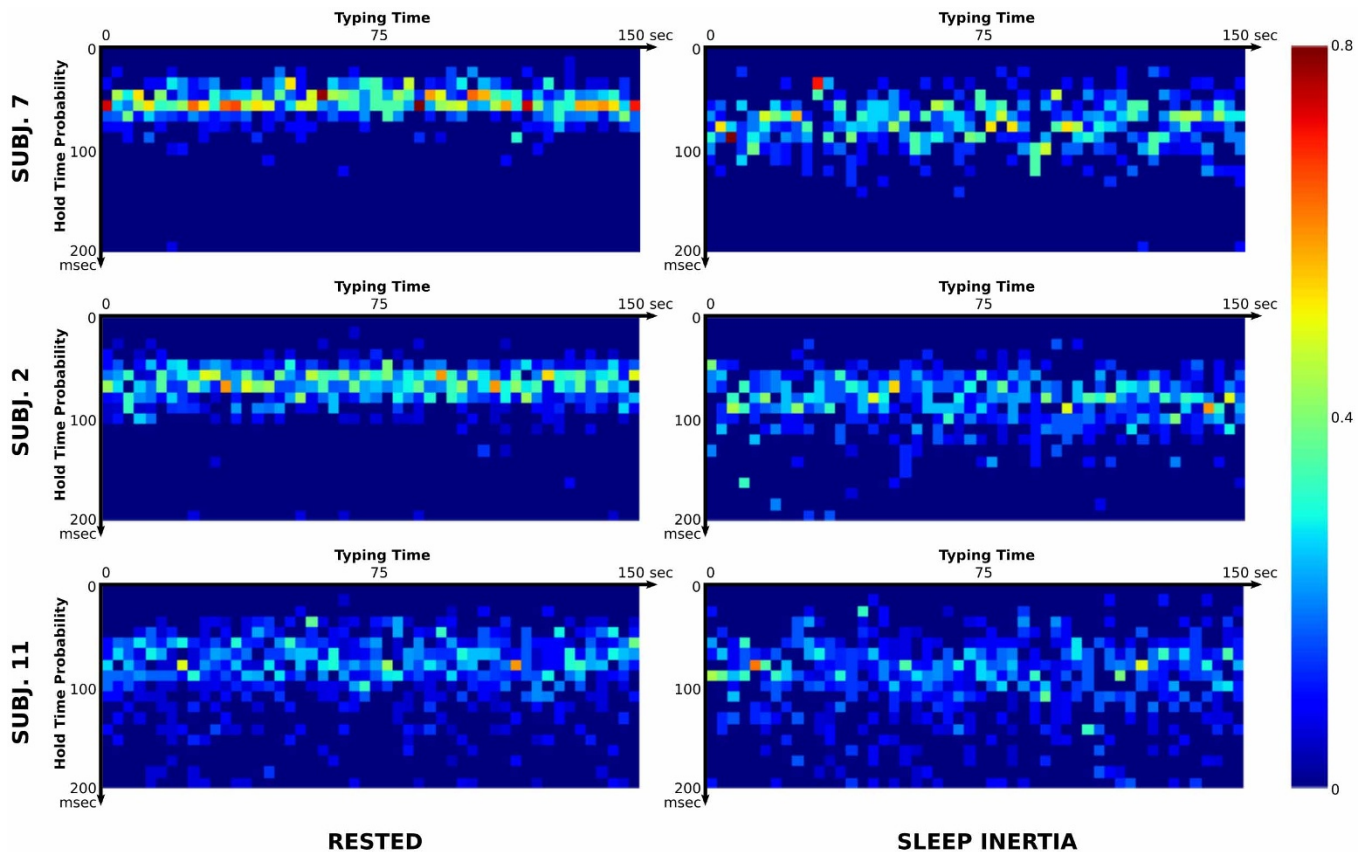 Typing Time
Typing Time
0 75 150 sec
0 75 150 sec
SUBJ. 7
Hold Time Probability
0
100
200
msec
0
100
200
msec
0.8
0.4
0
Typing Time
Typing Time
0 75 150 sec
0 75 150 sec
SUBJ. 2
Hold Time Probability
0
100
200
msec
0
100
200
msec
Typing Time
Typing Time
0 75 150 sec
0 75 150 sec
SUBJ. 11
Hold Time Probability
0
100
200
msec
0
100
200
msec
RESTED
SLEEP INERTIA